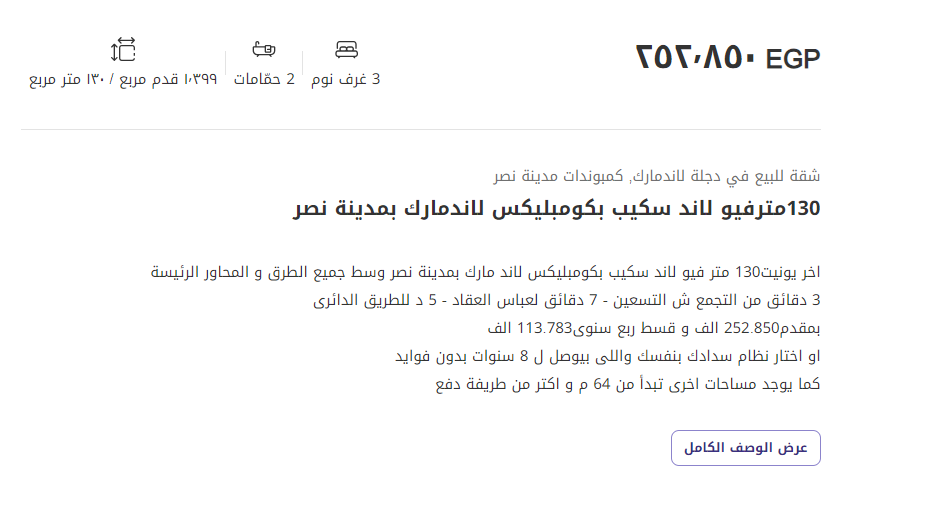 EGP ٢٥٢٬٨٥٠
3 غرف نوم
2 حمّامات
١٬٣٩٩ قدم مربع / ١٣٠ متر مربع
شقة للبيع في دجلة لاندمارك, كمبوندات مدينة نصر
130مترفيو لاند سكيب بكومبليكس لاندمارك بمدينة نصر
اخر يونيت130 متر فيو لاند سكيب بكومبليكس لاند مارك بمدينة نصر وسط جميع الطرق و المحاور الرئيسة
3 دقائق من التجمع ش التسعين - 7 دقائق لعباس العقاد - 5 د للطريق الدائرى
بمقدم252.850 الف و قسط ربع سنوى113.783 الف
او اختار نظام سدادك بنفسك واللى بيوصل ل 8 سنوات بدون فوايد
كما يوجد مساحات اخرى تبدأ من 64 م و اكتر من طريفة دفع
عرض الوصف الكامل